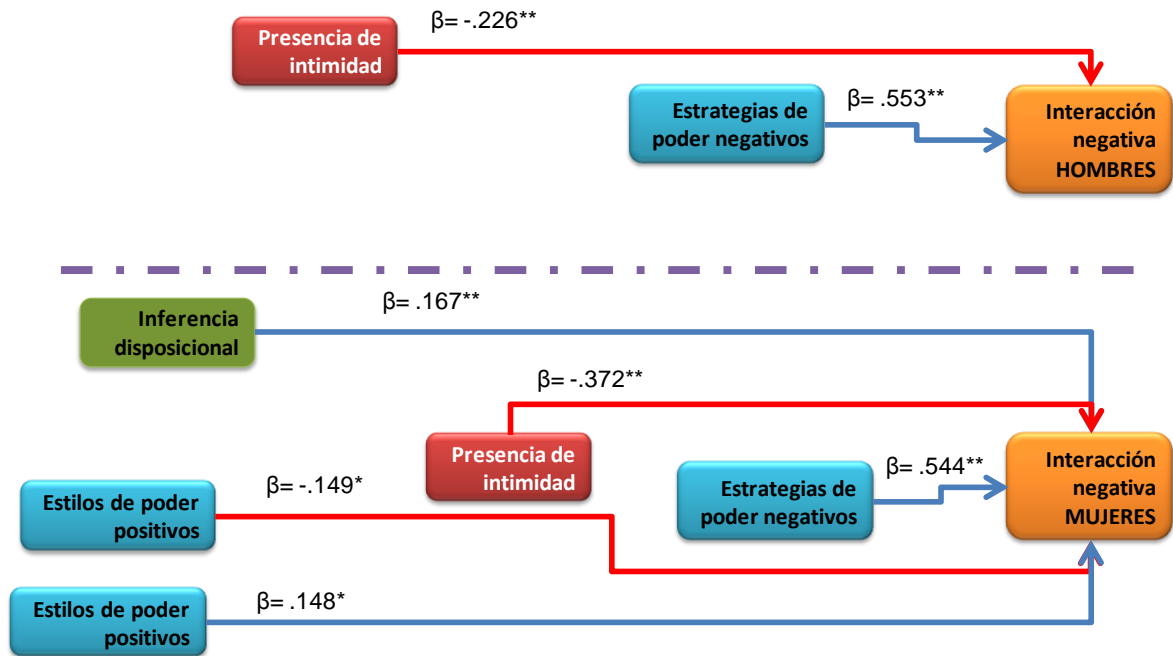 β= -.226**
Presencia de
intimidad
Estrategias de
poder negativos
β= .553**
Interacción
negativa
HOMBRES
β= .167**
Inferencia
disposicional
β= -.372**
Presencia de
intimidad
β= -.149*
Estilos de poder
positivos
Estrategias de
poder negativos
β= .544**
Interacción
negativa
MUJERES
β= .148*
Estilos de poder
positivos